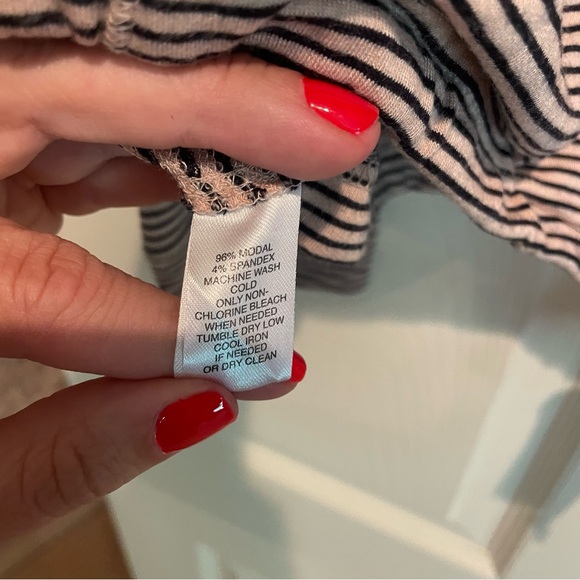 96% MODAL
4% SPANDEX
MACHINE WASH
COLD
ONLY NON-
CHLORINE BLEACH
WHEN NEEDED
TUMBLE DRY LOW
COOL IRON
IF NEEDED
OR DRY CLEAN